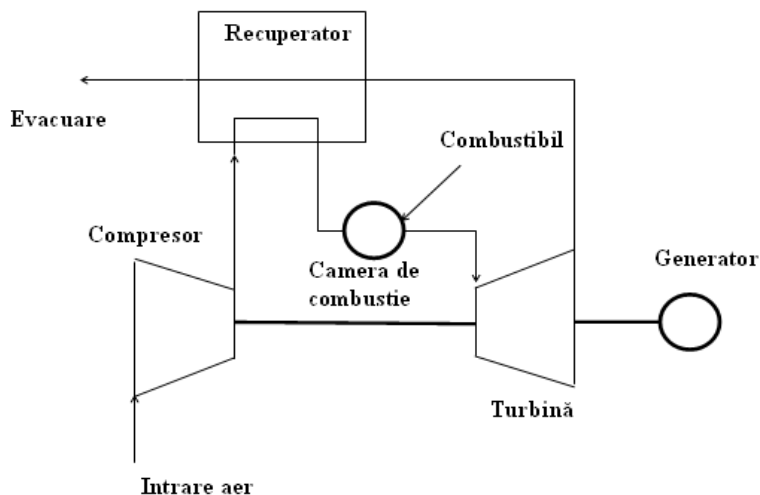 Recuperator
Evacuare
Combustibil
Compresor
Generator
Camera de
combustie
Turbină
Intrare aer